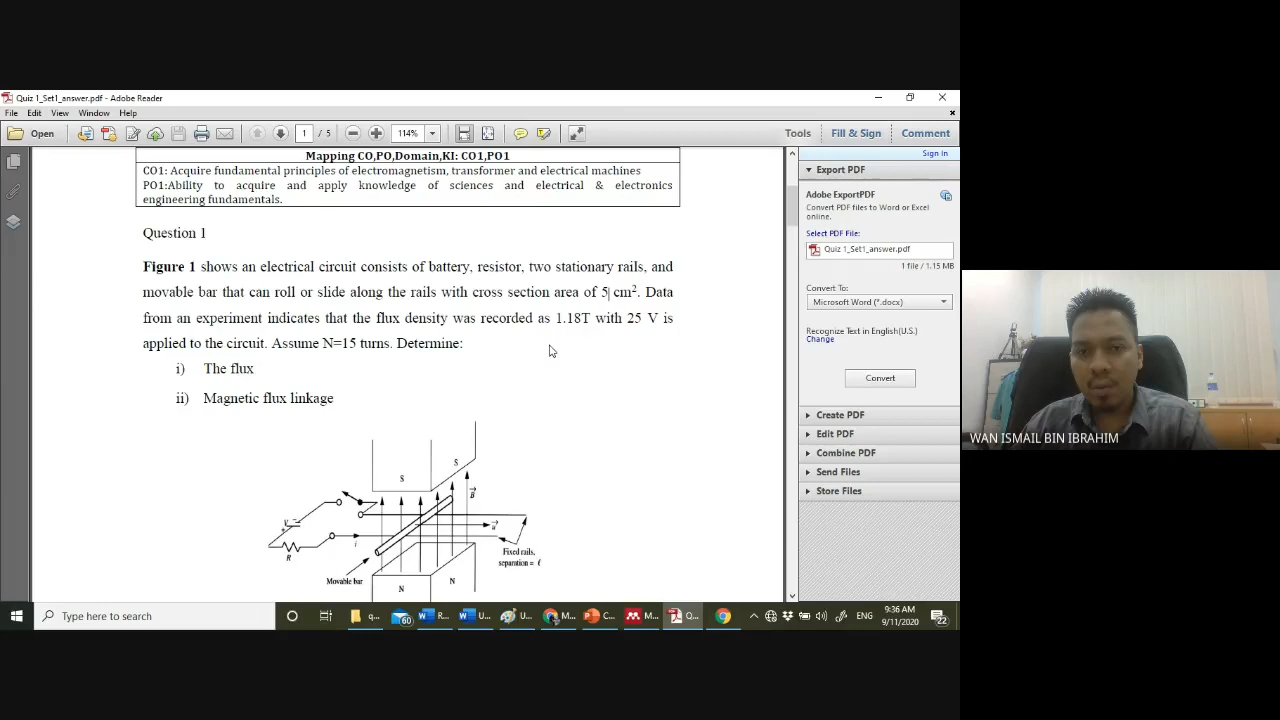 Quiz 1_Set1_answer.pdf - Adobe Reader
File Edit View Window Help
Open 1 / 5 114% Tools Fill & Sign Comment
Sign In
Mapping CO,PO,Domain,KI: CO1,PO1
CO1: Acquire fundamental principles of electromagnetism, transformer and electrical machines
PO1:Ability to acquire and apply knowledge of sciences and electrical & electronics
engineering fundamentals.
Question 1
Figure 1 shows an electrical circuit consists of battery, resistor, two stationary rails, and
movable bar that can roll or slide along the rails with cross section area of 5 cm². Data
from an experiment indicates that the flux density was recorded as 1.18T with 25 V is
applied to the circuit. Assume N=15 turns. Determine:
i) The flux
ii) Magnetic flux linkage
S
S
B
V
+
R
i
u
Fixed rails,
separation = ℓ
Movable bar
N
N
Export PDF
Adobe ExportPDF
Convert PDF files to Word or Excel
online.
Select PDF File:
Quiz 1_Set1_answer.pdf
1 file / 1.15 MB
Convert To:
Microsoft Word (*.docx)
Recognize Text in English(U.S.)
Change
Convert
Create PDF
Edit PDF
Combine PDF
Send Files
Store Files
WAN ISMAIL BIN IBRAHIM
Type here to search
60
q...
R...
U...
U...
M...
C...
M...
Q...
ENG
9:36 AM
9/11/2020
22